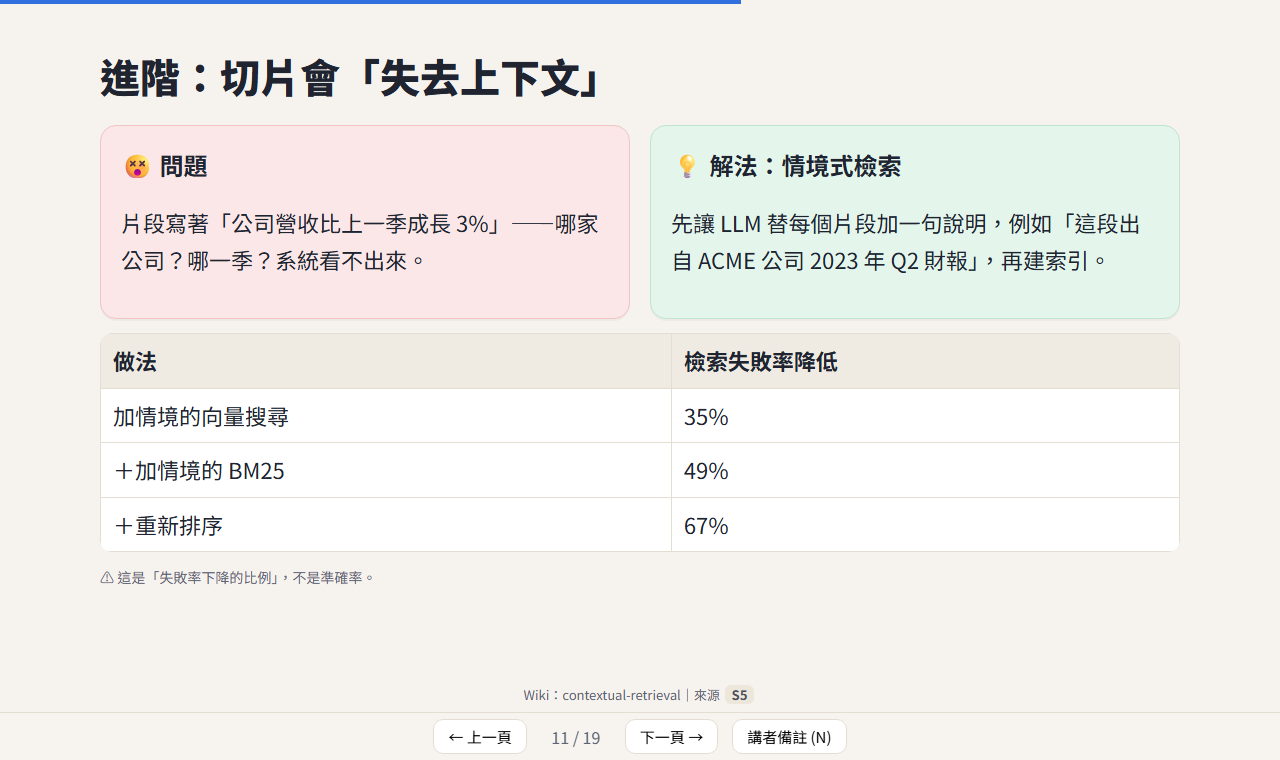 進階：切片會「失去上下文」
😵 問題
片段寫著「公司營收比上一季成長 3%」——哪家
公司？哪一季？系統看不出來。
💡 解法：情境式檢索
先讓 LLM 替每個片段加一句說明，例如「這段出
自 ACME 公司 2023 年 Q2 財報」，再建索引。
做法
檢索失敗率降低
加情境的向量搜尋
35%
＋加情境的 BM25
49%
＋重新排序
67%
⚠ 這是「失敗率下降的比例」，不是準確率。
Wiki：contextual-retrieval｜來源 S5
← 上一頁
11 / 19
下一頁 →
講者備註 (N)